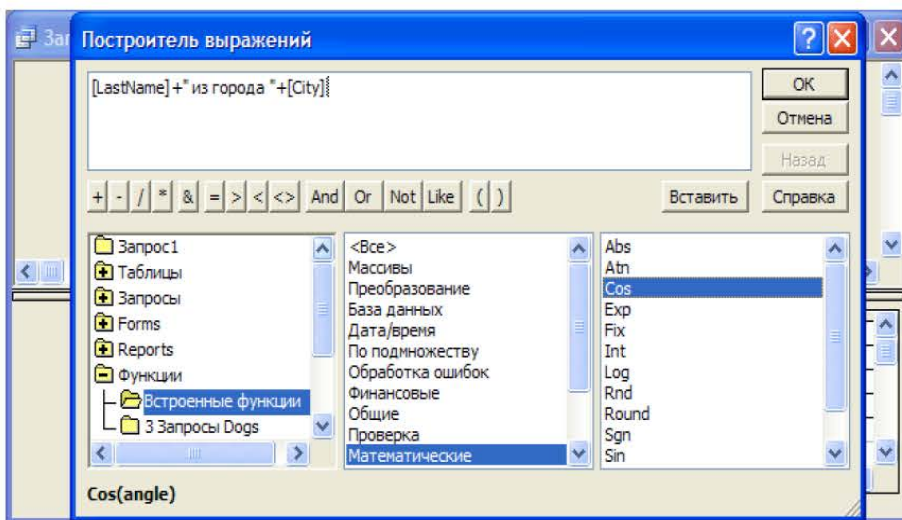 Зап
Построитель выражений
[LastName]+" из города "+[City]
ОК
Отмена
Назад
+ - / * & = > < <> And Or Not Like ( )
Вставить
Справка
Запрос1
Таблицы
Запросы
Forms
Reports
Функции
Встроенные функции
3 Запросы Dogs
<Все>
Массивы
Преобразование
База данных
Дата/время
По подмножеству
Обработка ошибок
Финансовые
Общие
Проверка
Математические
Abs
Atn
Cos
Exp
Fix
Int
Log
Rnd
Round
Sgn
Sin
Cos(angle)